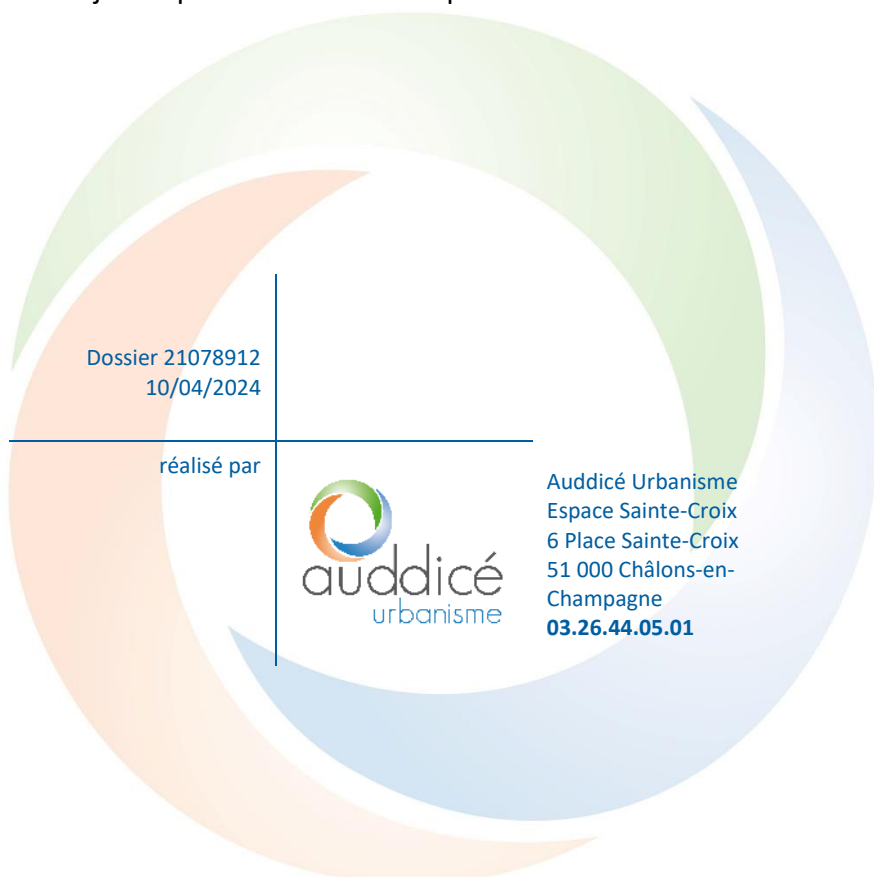 Dossier 21078912
10/04/2024
réalisé par
auddicé
urbanisme
Auddicé Urbanisme
Espace Sainte-Croix
6 Place Sainte-Croix
51 000 Châlons-en-
Champagne
03.26.44.05.01